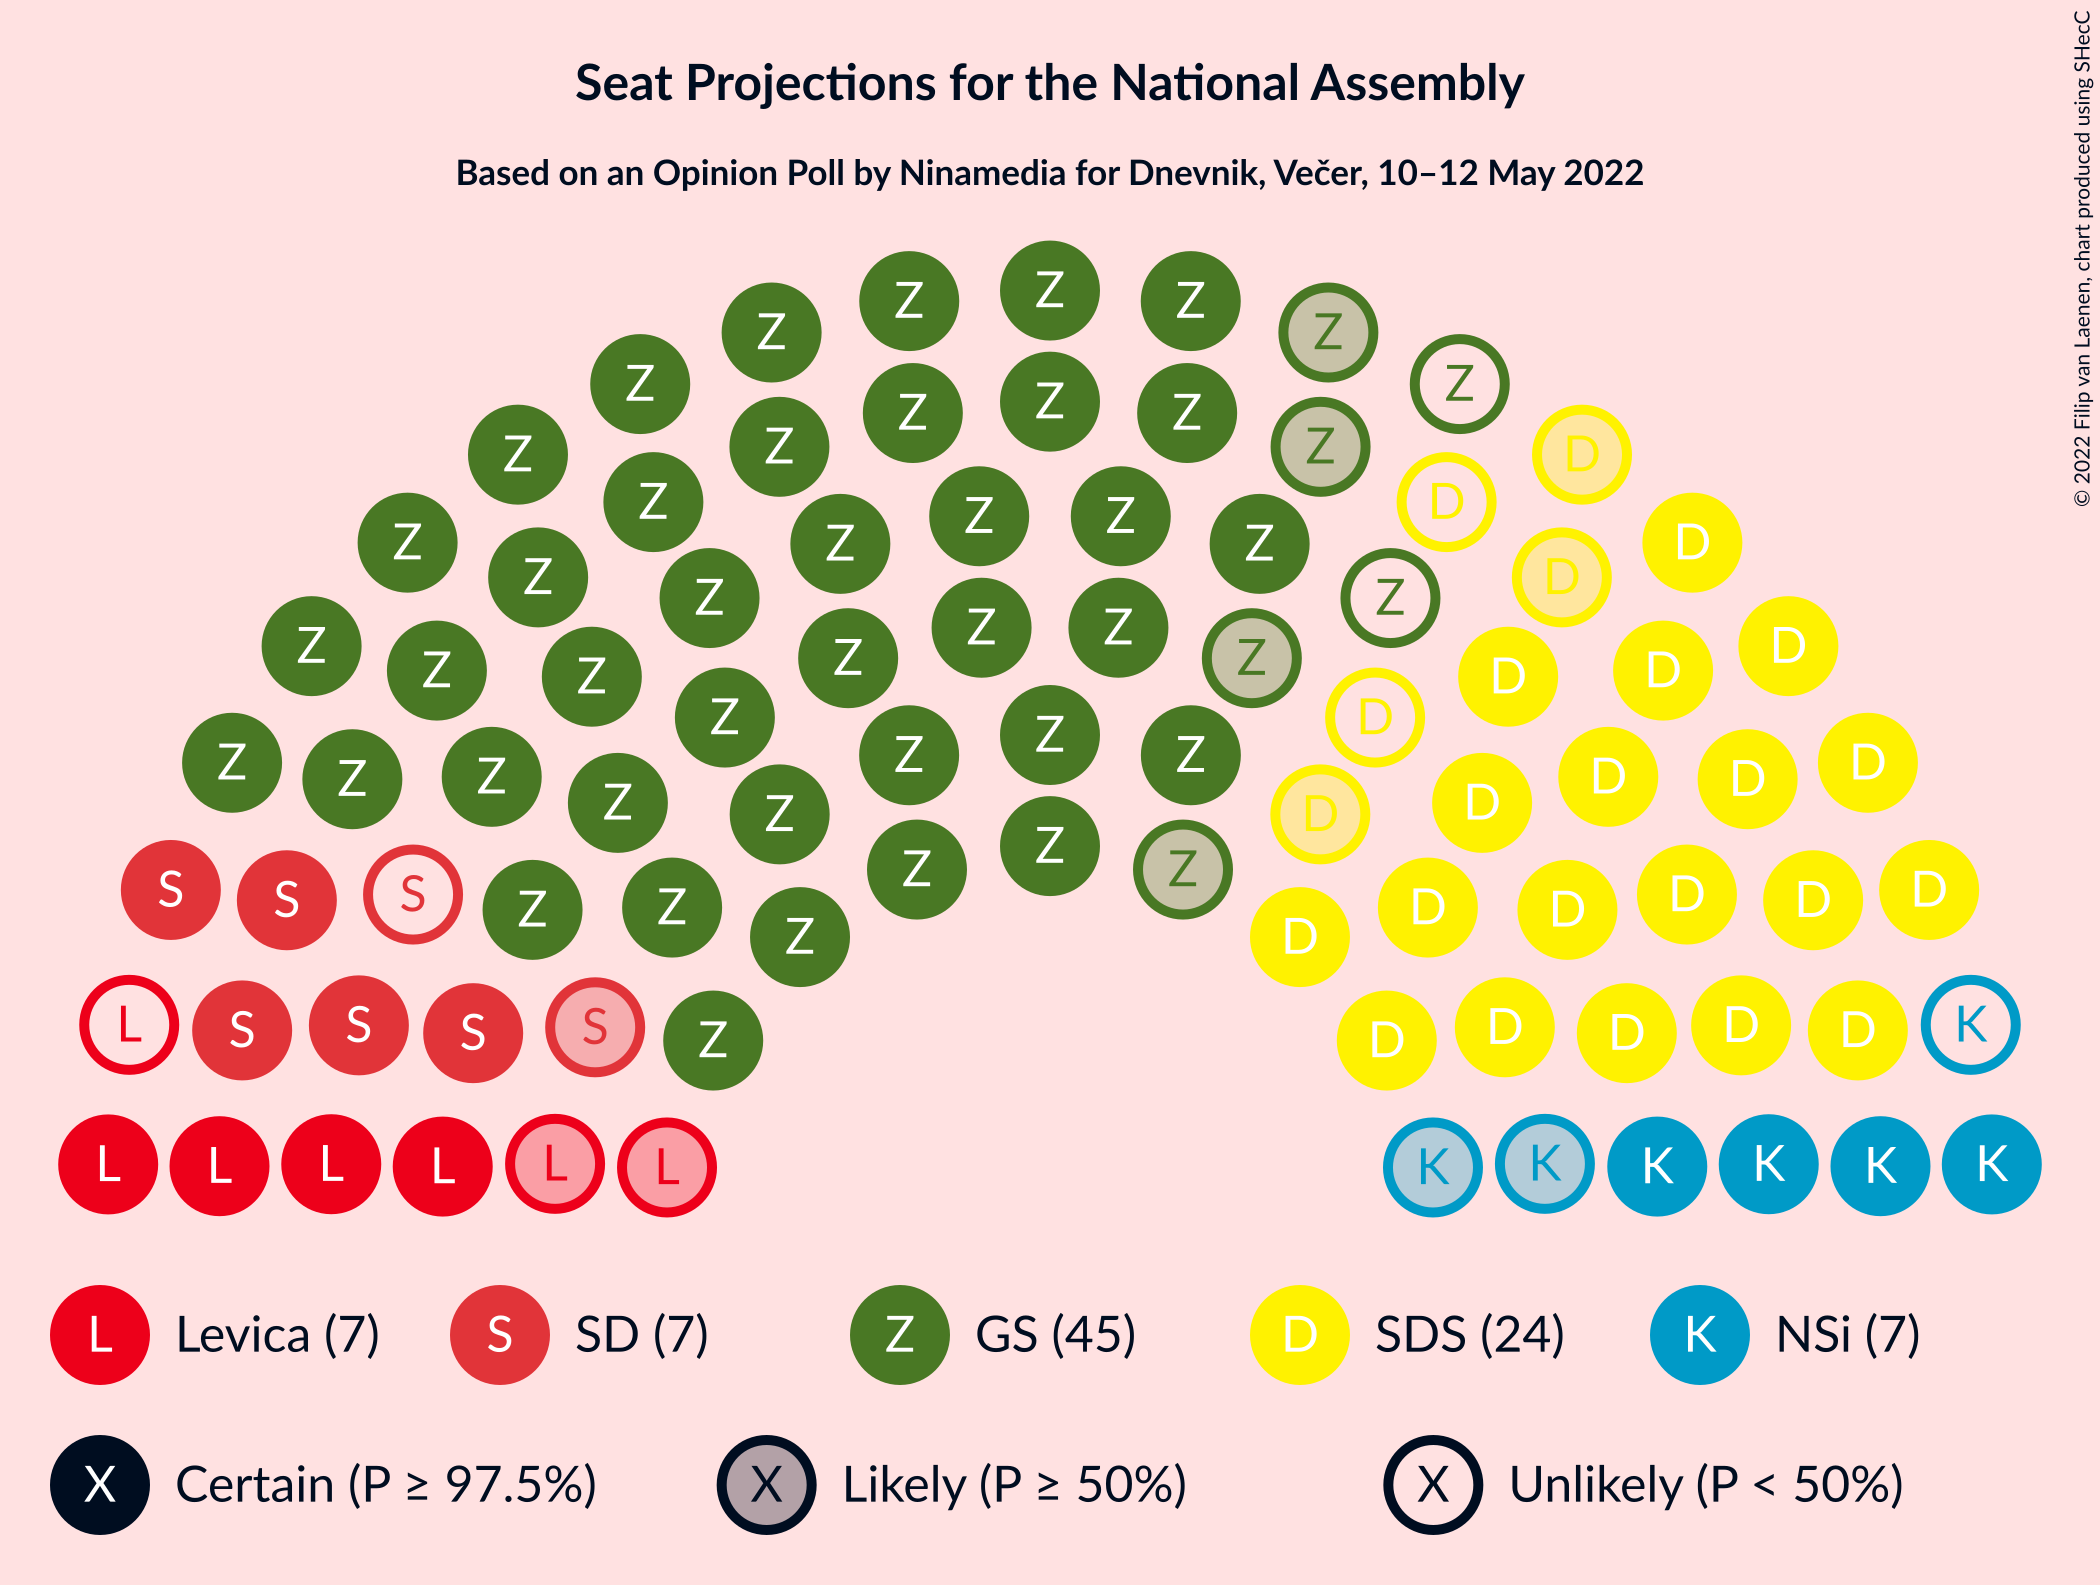 Seat Projections for the National Assembly
Based on an Opinion Poll by Ninamedia for Dnevnik, Večer, 10–12 May 2022
© 2022 Filip van Laenen, chart produced using SHecC
Z Z Z
Z Z
Z Z
Z Z Z
Z Z
Z D
Z D
Z Z
Z Z
Z D
Z D
Z Z
Z Z
Z Z
Z D
Z D
Z Z
Z D
Z D
Z Z Z
Z D
Z Z Z D D D
Z D
Z Z
Z Z
S S S Z Z Z D D D D D D
L S S S S Z D D D D D K
L L L L L L K K K K K K
L Levica (7) S SD (7) Z GS (45) D SDS (24) K NSi (7)
X Certain (P ≥ 97.5%) X Likely (P ≥ 50%) X Unlikely (P < 50%)